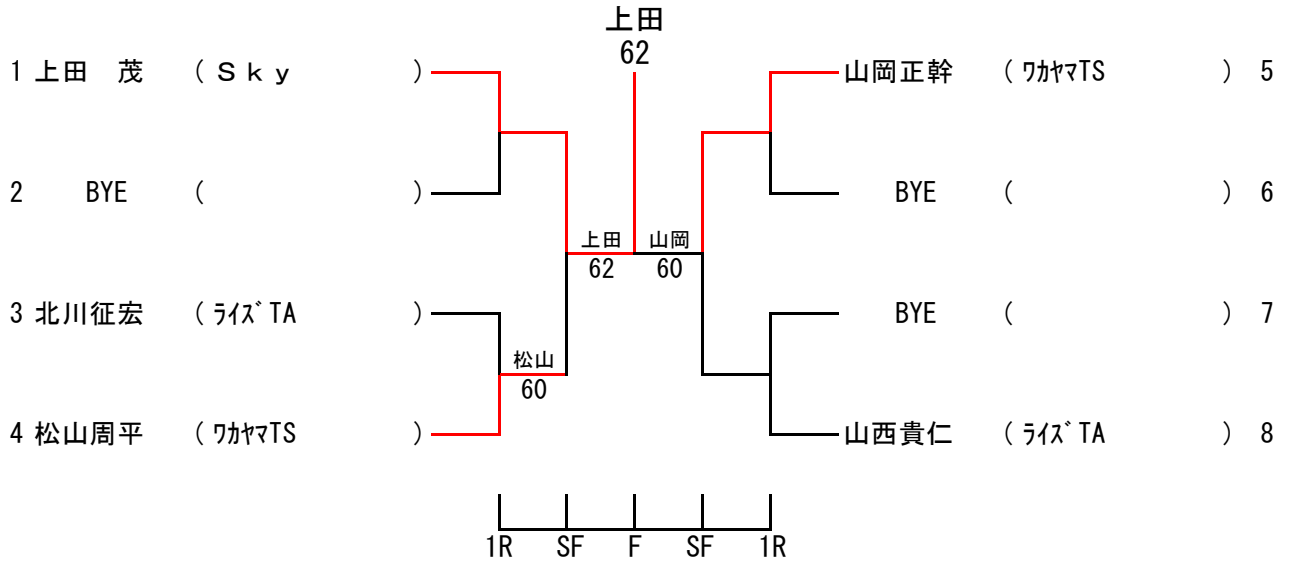 上田
62
1 上田　茂 ( Ｓｋｙ )
山岡正幹 ( ﾜｶﾔﾏTS ) 5
2 BYE ( )
BYE ( ) 6
上田 山岡
62 60
3 北川征宏 ( ﾗｲｽﾞTA )
BYE ( ) 7
松山
60
4 松山周平 ( ﾜｶﾔﾏTS )
山西貴仁 ( ﾗｲｽﾞTA ) 8
1R SF F SF 1R